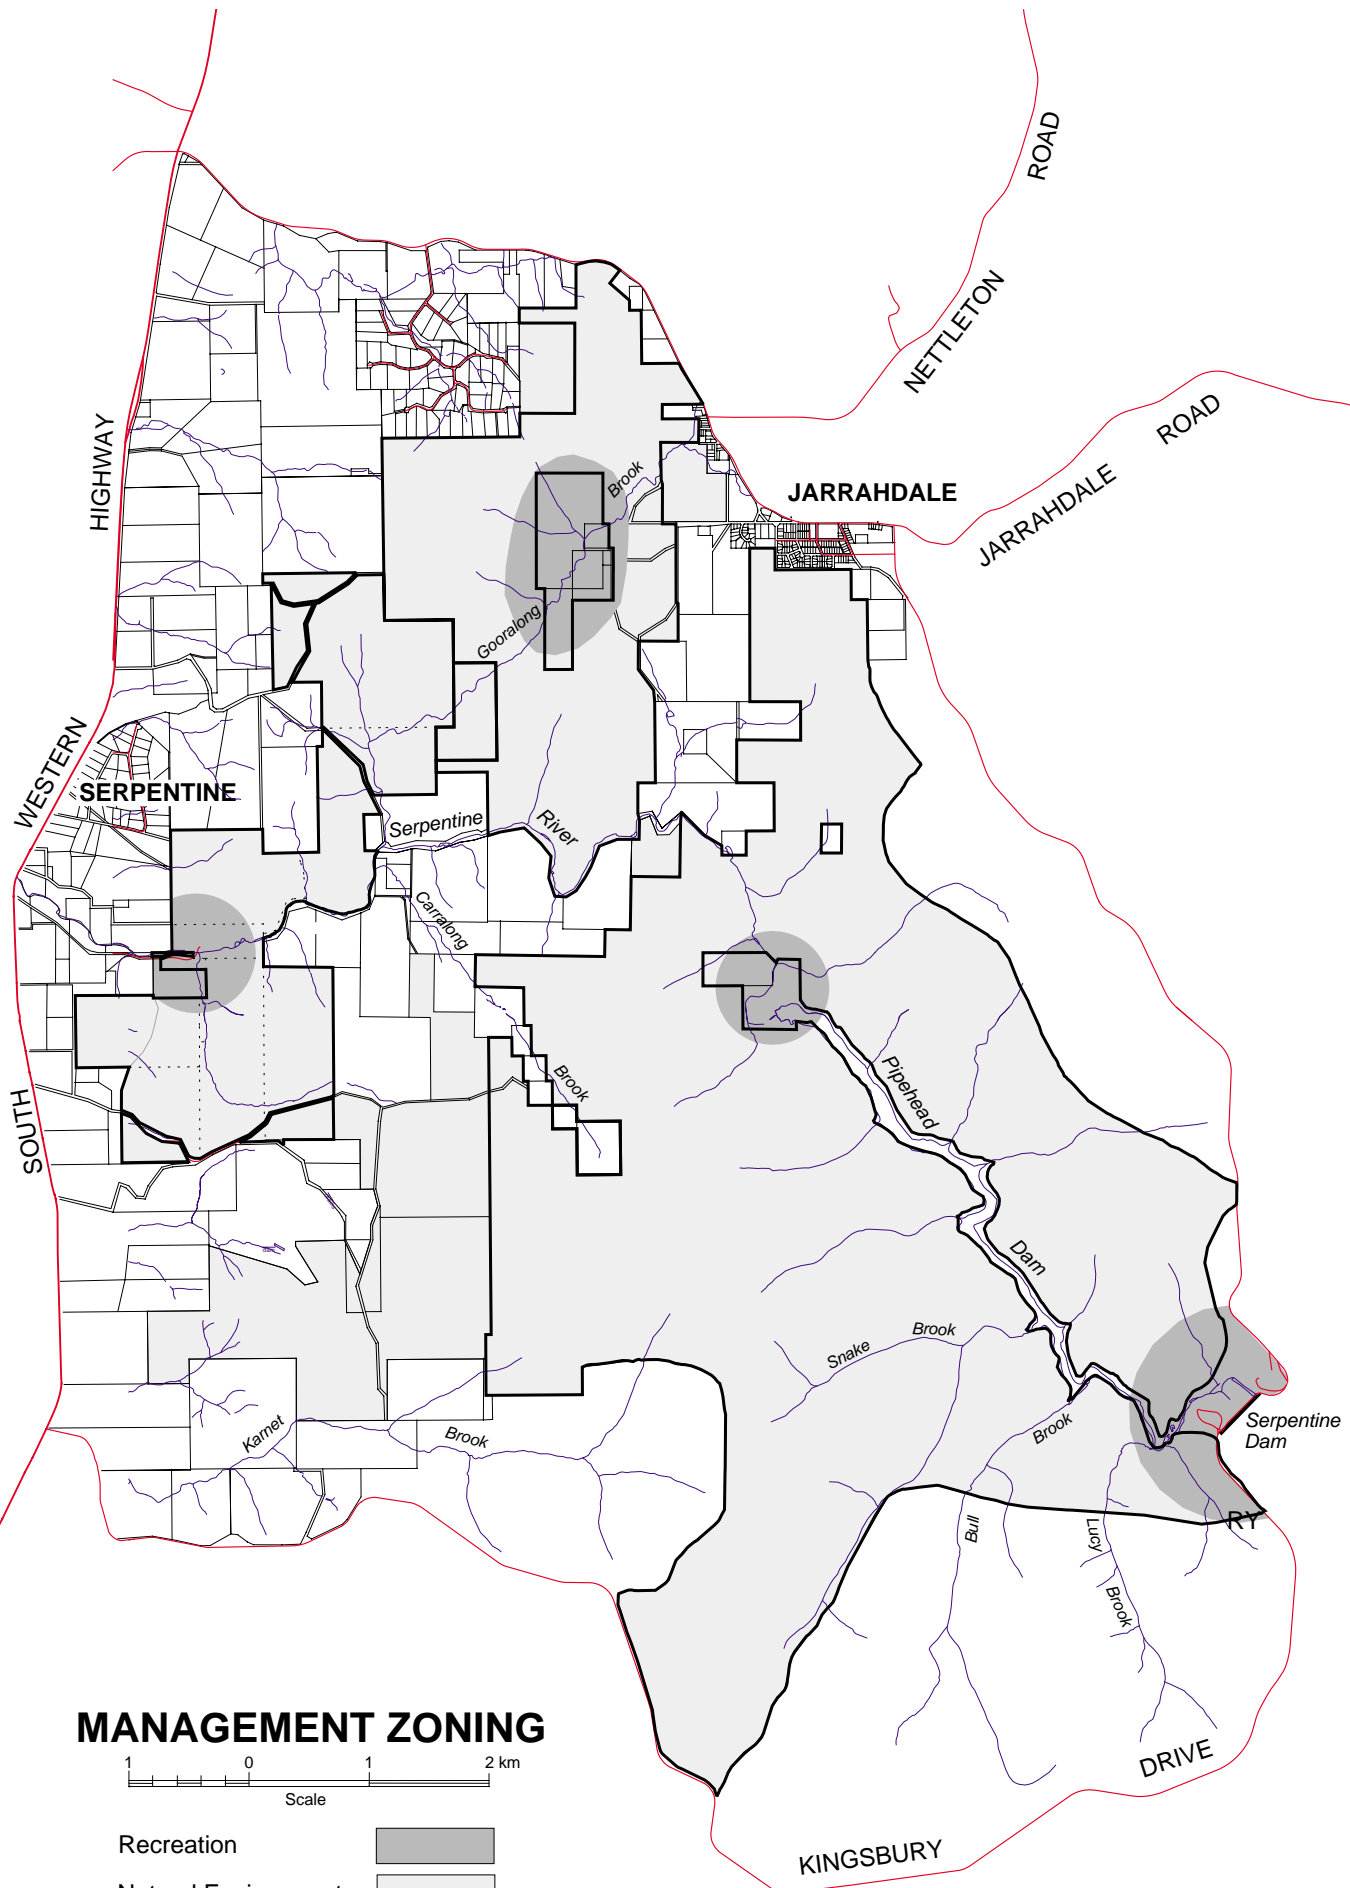 ROAD
NETTLETON
ROAD
JARRAHDALE
HIGHWAY
JARRAHDALE
Brook
Gooralong
WESTERN
SERPENTINE
Serpentine
River
Carralong
Brook
Pipehead
SOUTH
Dam
Snake
Brook
Karnet
Brook
Brook
Serpentine
Dam
RY
Bull
Lucy
Brook
MANAGEMENT ZONING
1 0 1 2 km
Scale
DRIVE
KINGSBURY
Recreation